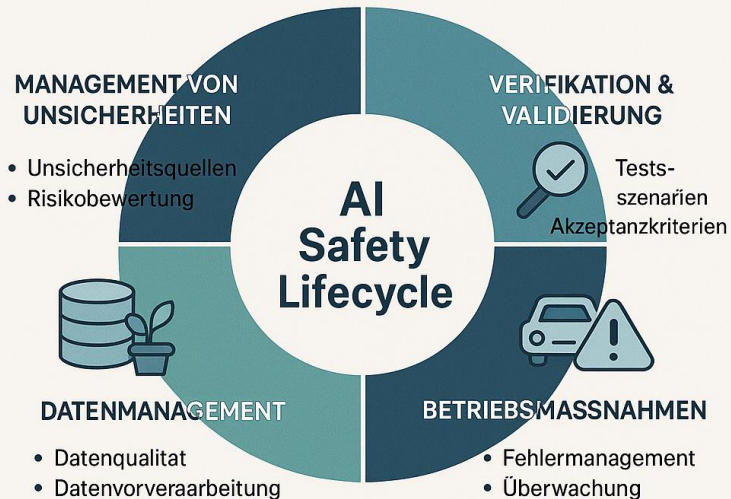 MANAGEMENT VON
UNSICHERHEITEN
• Unsicherheitsquellen
• Risikobewertung
VERIFIKATION &
VALIDIERUNG
Tests-
szenarien
Akzeptanzkriterien
AI
Safety
Lifecycle
DATENMANAGEMENT
• Datenqualitat
• Datenvorveraarbeitung
BETRIEBSMASSNAHMEN
• Fehlermanagement
• Überwachung